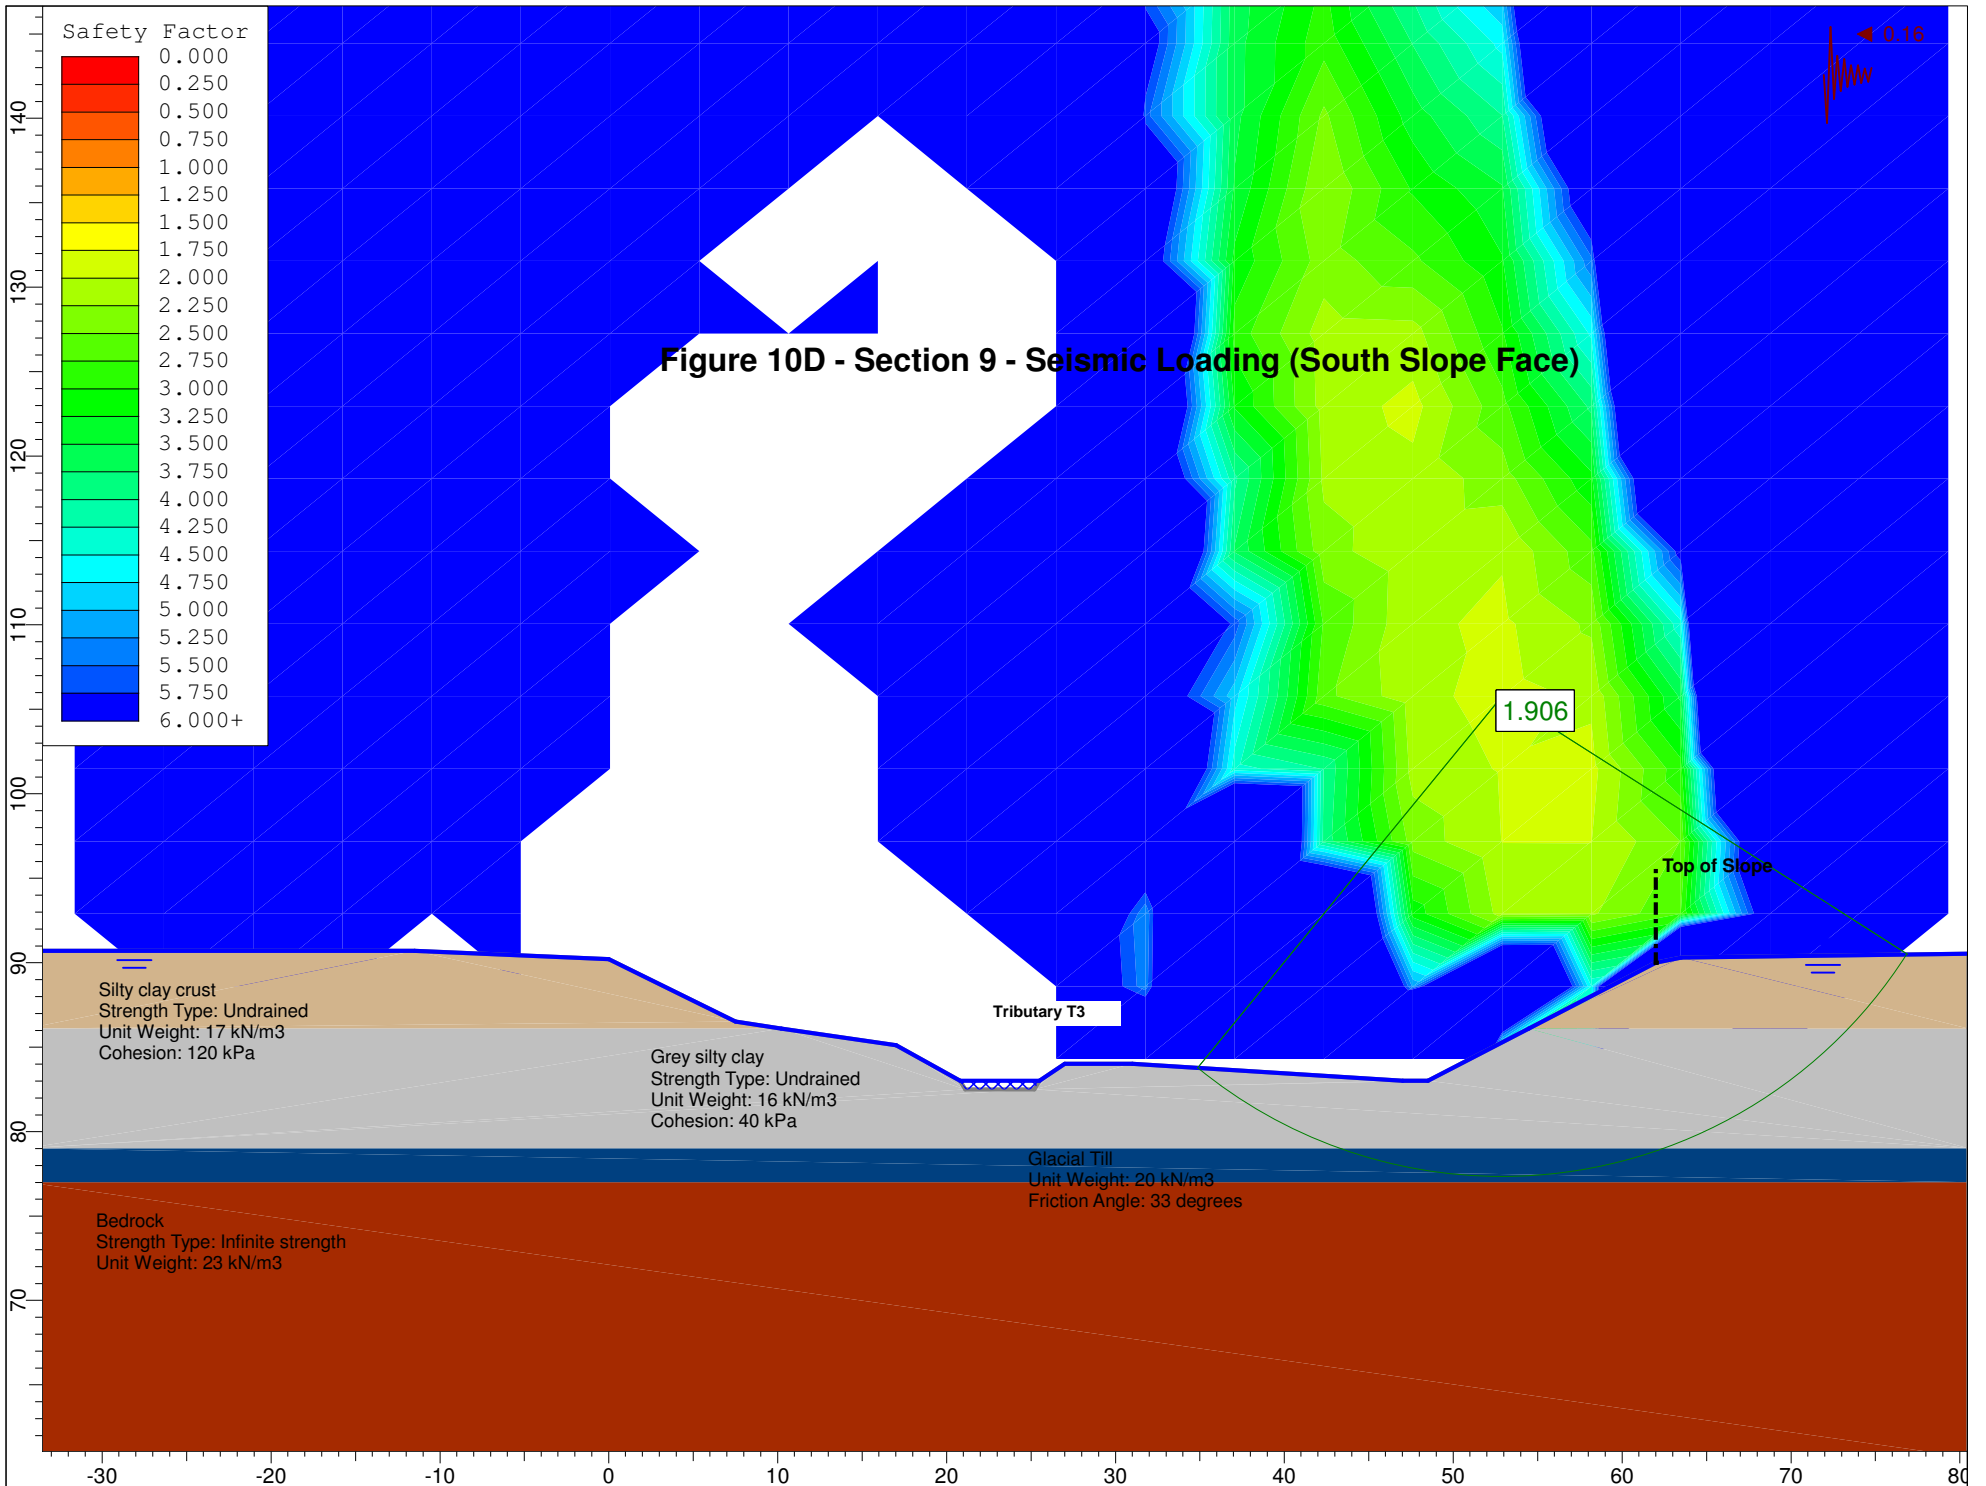 Safety Factor
0.000
0.250
0.500
0.750
1.000
1.250
1.500
1.750
2.000
2.250
2.500
2.750
3.000
3.250
3.500
3.750
4.000
4.250
4.500
4.750
5.000
5.250
5.500
5.750
6.000+
0.16
140
130
120
110
100
90
80
70
Figure 10D - Section 9 - Seismic Loading (South Slope Face)
1.906
Top of Slope
Silty clay crust
Strength Type: Undrained
Unit Weight: 17 kN/m3
Cohesion: 120 kPa
Tributary T3
Grey silty clay
Strength Type: Undrained
Unit Weight: 16 kN/m3
Cohesion: 40 kPa
Glacial Till
Unit Weight: 20 kN/m3
Friction Angle: 33 degrees
Bedrock
Strength Type: Infinite strength
Unit Weight: 23 kN/m3
-30 -20 -10 0 10 20 30 40 50 60 70 80